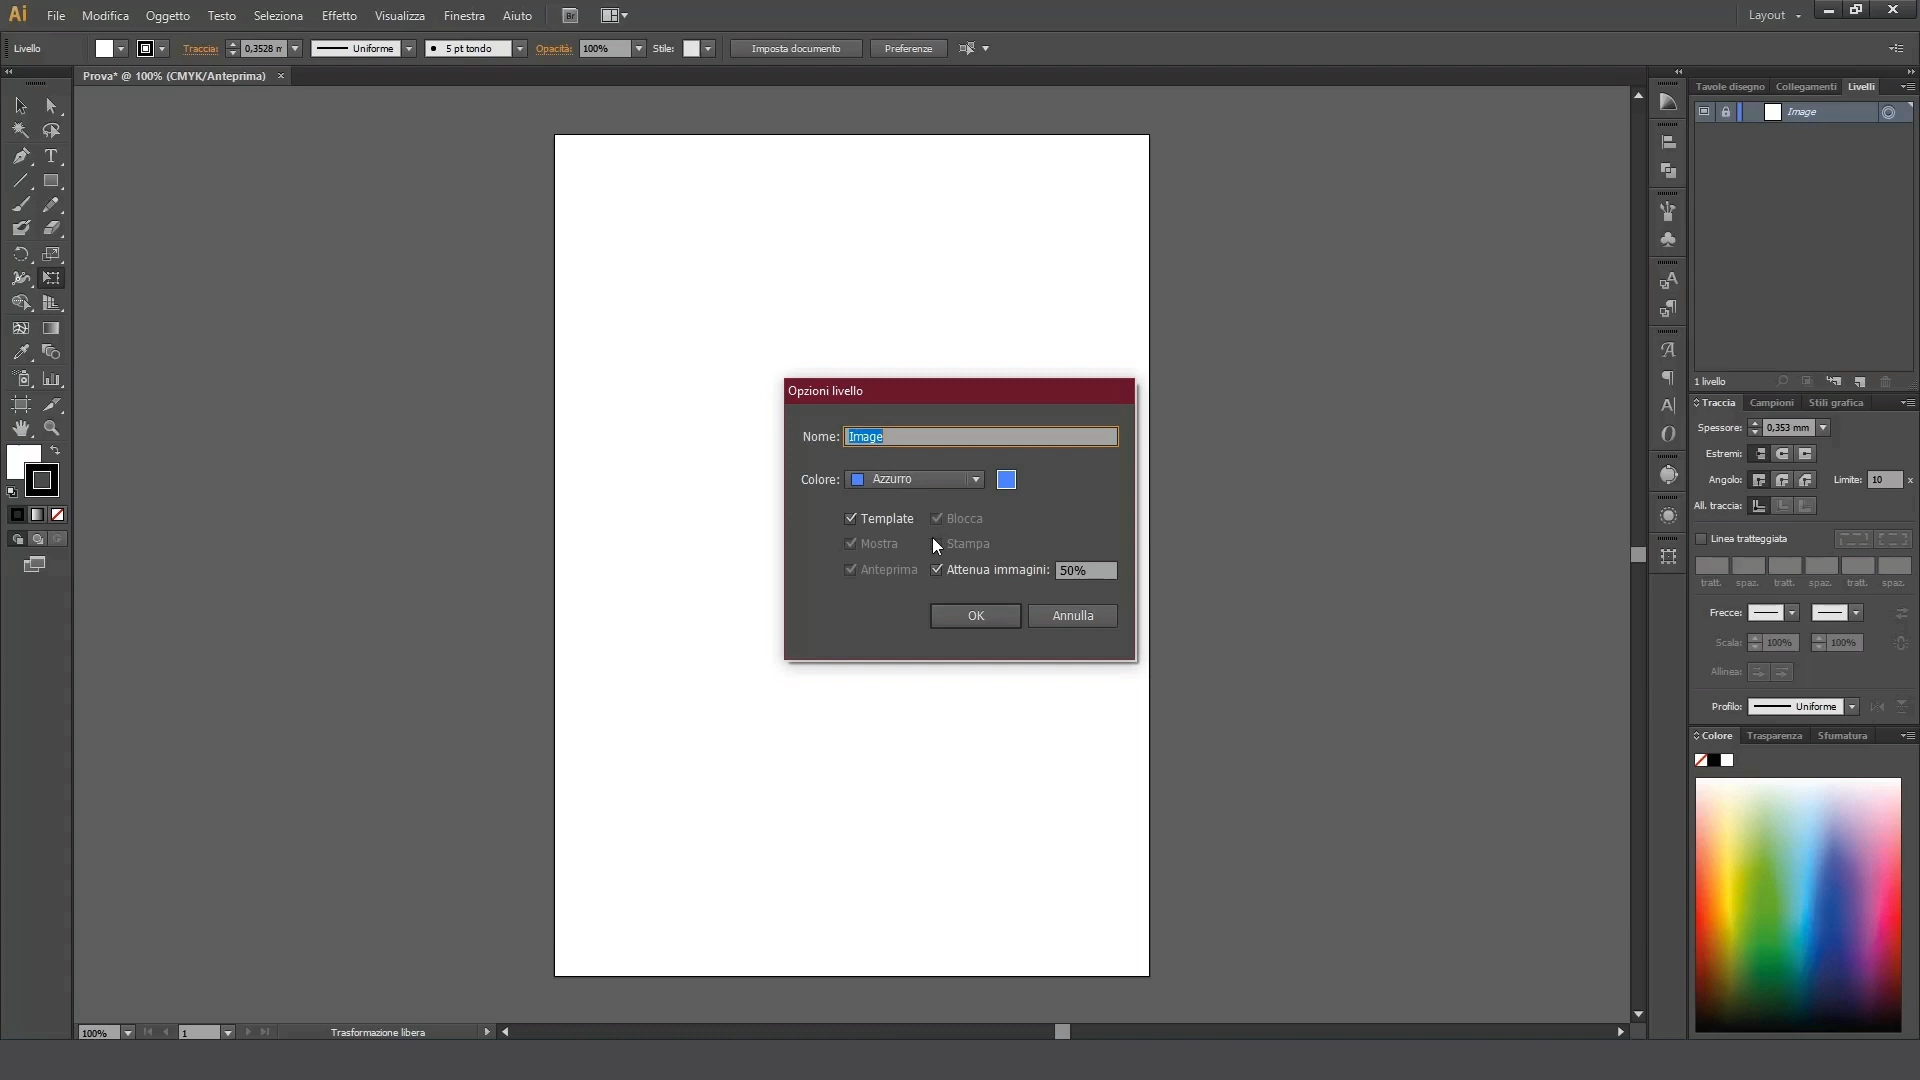 Ai File Modifica Oggetto Testo Seleziona Effetto Visualizza Finestra Aiuto Br Layout
Livello Traccia: 0,3528 m Uniforme 5 pt tondo Opacità: 100% Stile: Imposta documento Preferenze
Prova* @ 100% (CMYK/Anteprima) ×
Tavole disegno Collegamenti Livelli
Image
1 livello
Opzioni livello
Nome: Image
Colore: Azzurro
Template Blocca
Mostra Stampa
Anteprima Attenua immagini: 50%
OK Annulla
Traccia Campioni Stili grafica
Spessore: 0,353 mm
Estremi:
Angolo: Limite: 10 x
All. traccia:
Linea tratteggiata
tratt. spaz. tratt. spaz. tratt. spaz.
Frecce:
Scala: 100% 100%
Allinea:
Profilo: Uniforme
Colore Trasparenza Sfumatura
100% 1 Trasformazione libera